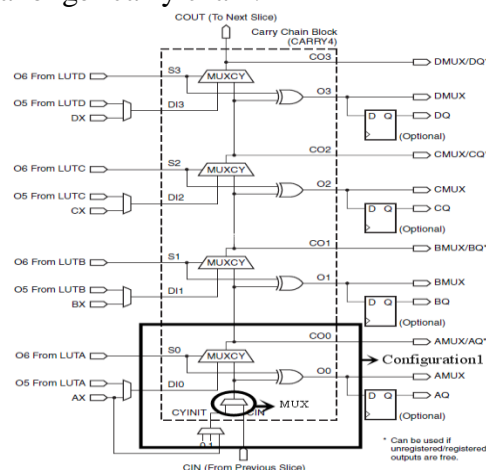 COUT (To Next Slice)
Carry Chain Block
(CARRY4)
CO3
DMUX/DQ*
O6 From LUTD
S3
MUXCY
O3
DMUX
O5 From LUTD
DI3
DX
D Q
DQ
(Optional)
CO2
CMUX/CQ*
O6 From LUTC
S2
MUXCY
O2
CMUX
O5 From LUTC
DI2
CX
D Q
CQ
(Optional)
CO1
BMUX/BQ*
O6 From LUTB
S1
MUXCY
O1
BMUX
O5 From LUTB
DI1
BX
D Q
BQ
(Optional)
CO0
AMUX/AQ*
Configuration1
O6 From LUTA
S0
MUXCY
O0
AMUX
O5 From LUTA
DI0
AX
MUX
D Q
AQ
CYINIT
CIN
(Optional)
0 1
* Can be used if
unregistered/registered
outputs are free.
CIN (From Previous Slice)